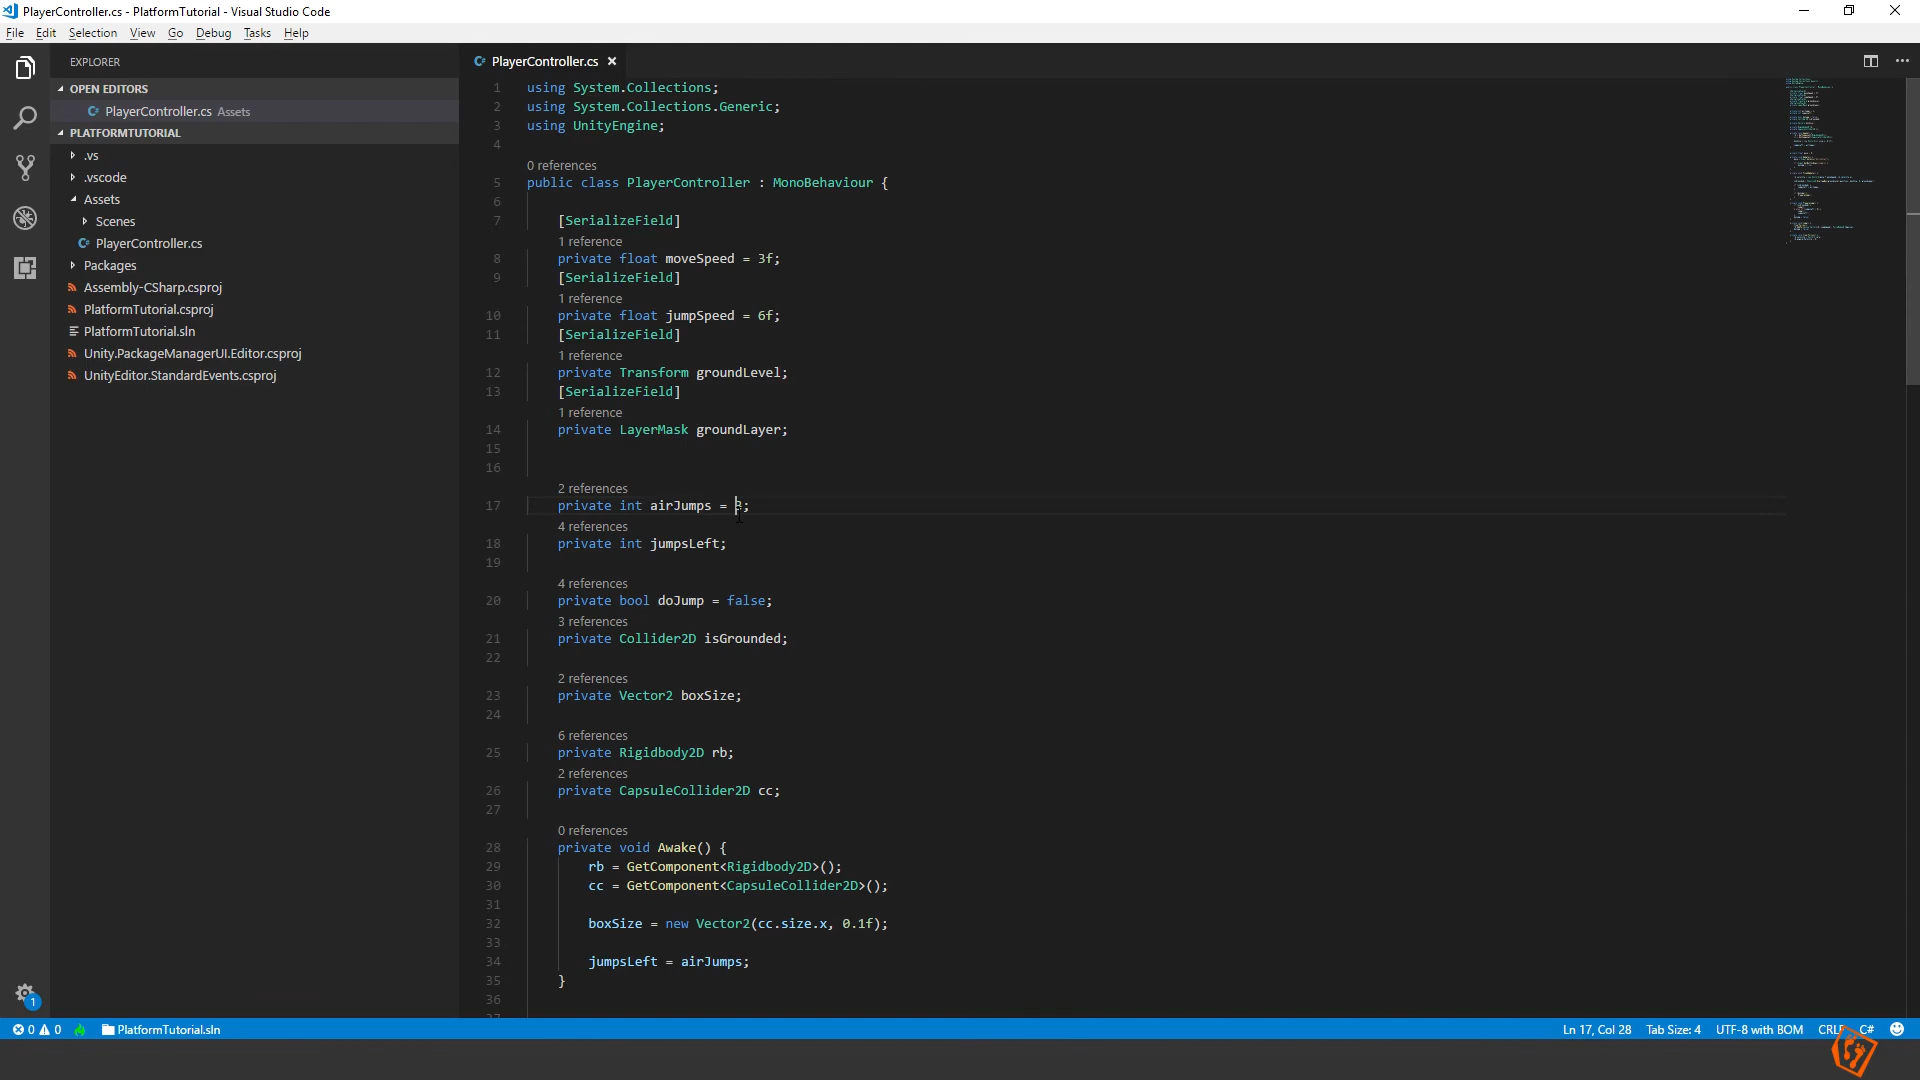 PlayerController.cs - PlatformTutorial - Visual Studio Code
File Edit Selection View Go Debug Tasks Help
EXPLORER
OPEN EDITORS
PlayerController.cs Assets
PLATFORMTUTORIAL
.vs
.vscode
Assets
Scenes
PlayerController.cs
Packages
Assembly-CSharp.csproj
PlatformTutorial.csproj
PlatformTutorial.sln
Unity.PackageManagerUI.Editor.csproj
UnityEditor.StandardEvents.csproj
1
PlayerController.cs
1 using System.Collections;
2 using System.Collections.Generic;
3 using UnityEngine;
4
0 references
5 public class PlayerController : MonoBehaviour {
6
7 [SerializeField]
1 reference
8 private float moveSpeed = 3f;
9 [SerializeField]
1 reference
10 private float jumpSpeed = 6f;
11 [SerializeField]
1 reference
12 private Transform groundLevel;
13 [SerializeField]
1 reference
14 private LayerMask groundLayer;
15
16
2 references
17 private int airJumps = ;
4 references
18 private int jumpsLeft;
19
4 references
20 private bool doJump = false;
3 references
21 private Collider2D isGrounded;
22
2 references
23 private Vector2 boxSize;
24
6 references
25 private Rigidbody2D rb;
2 references
26 private CapsuleCollider2D cc;
27
0 references
28 private void Awake() {
29 rb = GetComponent<Rigidbody2D>();
30 cc = GetComponent<CapsuleCollider2D>();
31
32 boxSize = new Vector2(cc.size.x, 0.1f);
33
34 jumpsLeft = airJumps;
35 }
36
37
0 0 PlatformTutorial.sln
Ln 17, Col 28 Tab Size: 4 UTF-8 with BOM CRLF C#